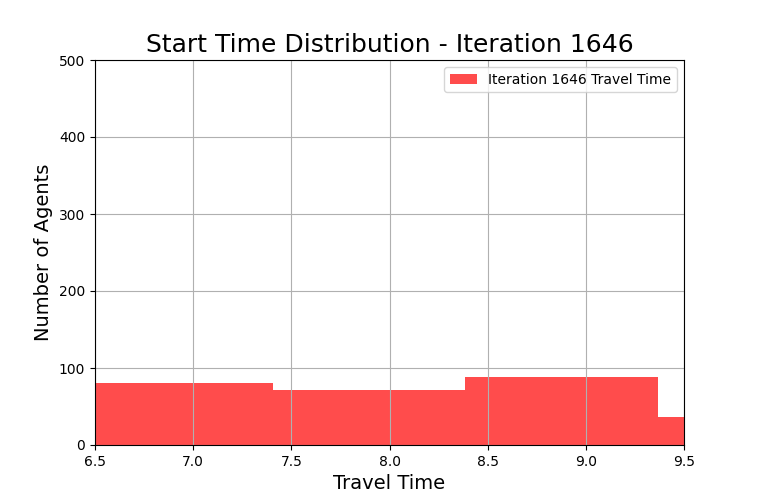 Start Time Distribution - Iteration 1646
Iteration 1646 Travel Time
Number of Agents
500
400
300
200
100
0
6.5 7.0 7.5 8.0 8.5 9.0 9.5
Travel Time